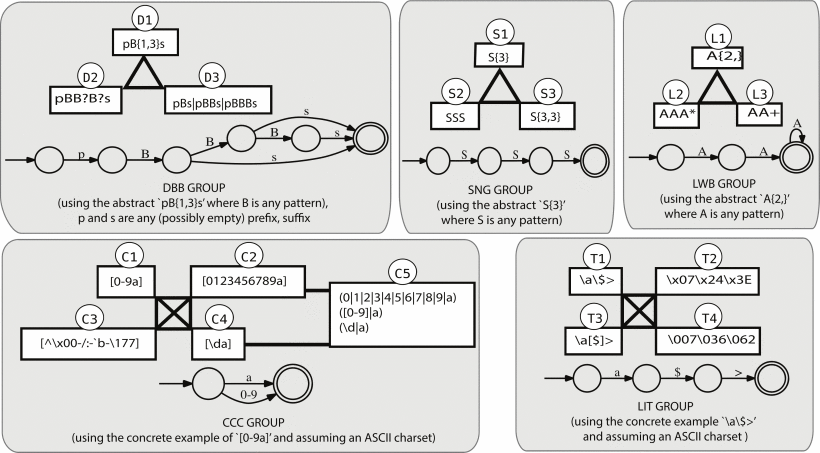 D1
pB{1,3}s
D2
pBB?B?s
D3
pBs|pBBs|pBBBs
p
B
B
B
s
s
s
DBB GROUP
(using the abstract `pB{1,3}s' where B is any pattern),
p and s are any (possibly empty) prefix, suffix
S1
S{3}
S2
SSS
S3
S{3,3}
S
S
S
SNG GROUP
(using the abstract `S{3}'
where S is any pattern)
L1
A{2,}
L2
AAA*
L3
AA+
A
A
A
LWB GROUP
(using the abstract `A{2,}'
where A is any pattern)
C1
[0-9a]
C2
[0123456789a]
C3
[^\x00-/:-`b-\177]
C4
[\da]
C5
(0|1|2|3|4|5|6|7|8|9|a)
([0-9]|a)
(\d|a)
a
0-9
CCC GROUP
(using the concrete example of `[0-9a]' and assuming an ASCII charset)
T1
\a\$>
T2
\x07\x24\x3E
T3
\a[$]>
T4
\007\036\062
a
$
>
LIT GROUP
(using the concrete example `\a\$>'
and assuming an ASCII charset )